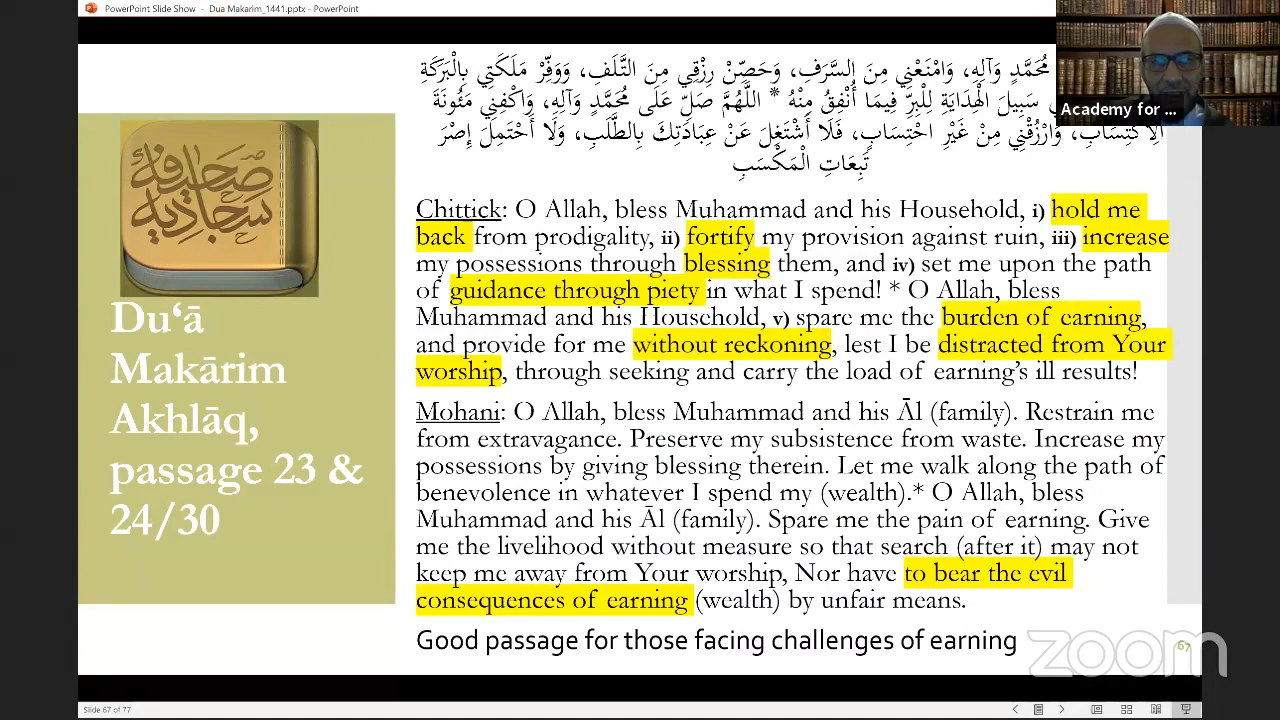 PowerPoint Slide Show - Dua Makarim_1441.pptx - PowerPoint
مُحَمَّدٍ وَآلِهِ، وَامْنَعْنِي مِنَ السَّرَفِ، وَحَصِّنْ رِزْقِي مِنَ التَّلَفِ، وَوَفِّرْ مَلَكَتِي بِالْبَرَكَةِ
سَبِيلَ الْهِدَايَةِ لِلْبِرِّ فِيمَا أُنْفِقُ مِنْهُ * اللَّهُمَّ صَلِّ عَلَى مُحَمَّدٍ وَآلِهِ، وَاكْفِنِي مَئُونَةَ
الِاكْتِسَابِ، وَارْزُقْنِي مِنْ غَيْرِ احْتِسَابٍ، فَلَا أَشْتَغِلَ عَنْ عِبَادَتِكَ بِالطَّلَبِ، وَلَا أَحْتَمِلَ إِصْرَ
تَبِعَاتِ الْمَكْسَبِ
Academy for ...
صحيفة
سجادية
Du‘ā
Makārim
Akhlāq,
passage 23 &
24/30
Chittick: O Allah, bless Muhammad and his Household, i) hold me
back from prodigality, ii) fortify my provision against ruin, iii) increase
my possessions through blessing them, and iv) set me upon the path
of guidance through piety in what I spend! * O Allah, bless
Muhammad and his Household, v) spare me the burden of earning,
and provide for me without reckoning, lest I be distracted from Your
worship, through seeking and carry the load of earning’s ill results!
Mohani: O Allah, bless Muhammad and his Āl (family). Restrain me
from extravagance. Preserve my subsistence from waste. Increase my
possessions by giving blessing therein. Let me walk along the path of
benevolence in whatever I spend my (wealth).* O Allah, bless
Muhammad and his Āl (family). Spare me the pain of earning. Give
me the livelihood without measure so that search (after it) may not
keep me away from Your worship, Nor have to bear the evil
consequences of earning (wealth) by unfair means.
Good passage for those facing challenges of earning
zoom
67
Slide 67 of 77